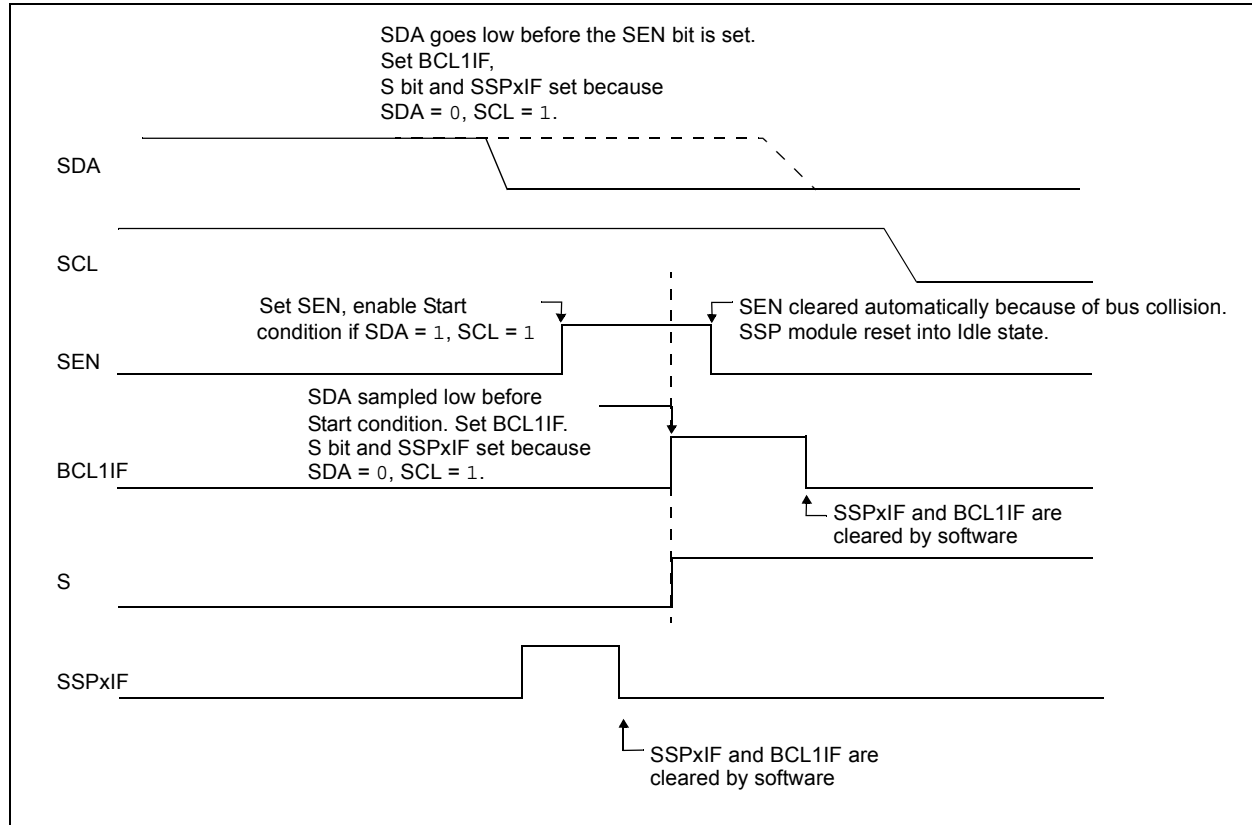 SDA goes low before the SEN bit is set.
Set BCL1IF,
S bit and SSPxIF set because
SDA = 0, SCL = 1.
SDA
SCL
Set SEN, enable Start
condition if SDA = 1, SCL = 1
SEN cleared automatically because of bus collision.
SSP module reset into Idle state.
SEN
SDA sampled low before
Start condition. Set BCL1IF.
S bit and SSPxIF set because
SDA = 0, SCL = 1.
BCL1IF
SSPxIF and BCL1IF are
cleared by software
S
SSPxIF
SSPxIF and BCL1IF are
cleared by software